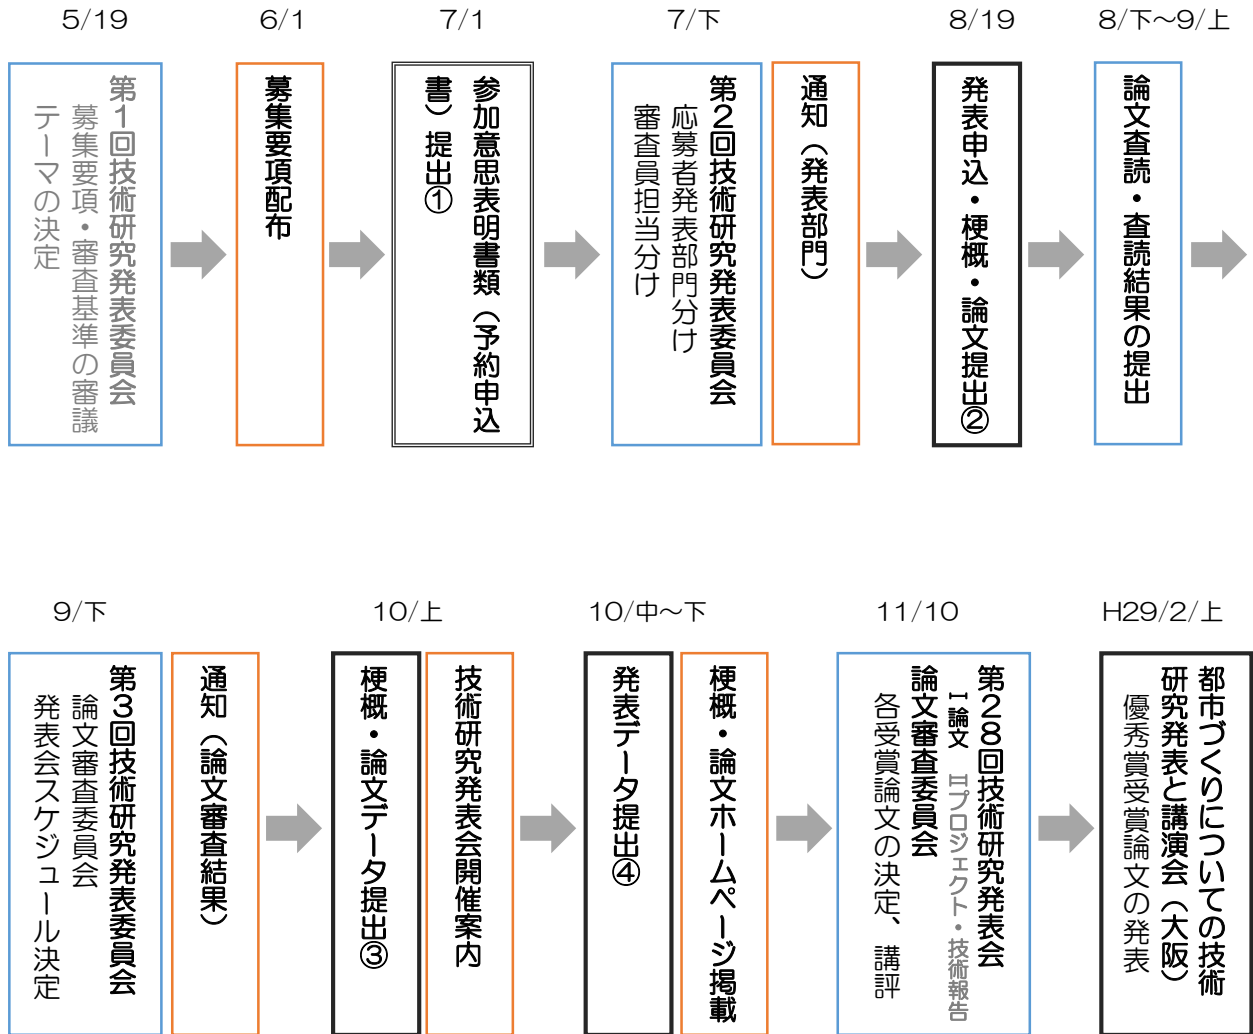 5/19
6/1
7/1
7/下
8/19
8/下～9/上
第1回技術研究発表委員会
募集要項・審査基準の審議
テーマの決定
募集要項配布
参加意思表明書類（予約申込
書）提出①
第2回技術研究発表委員会
応募者発表部門分け
審査員担当分け
通知（発表部門）
発表申込・梗概・論文提出②
論文査読・査読結果の提出
9/下
10/上
10/中～下
11/10
H29/2/上
第3回技術研究発表委員会
論文審査委員会
発表会スケジュール決定
通知（論文審査結果）
梗概・論文データ提出③
技術研究発表会開催案内
発表データ提出④
梗概・論文ホームページ掲載
第28回技術研究発表会
Ⅰ論文　Ⅱプロジェクト・技術報告
論文審査委員会
各受賞論文の決定、講評
都市づくりについての技術
研究発表と講演会（大阪）
優秀賞受賞論文の発表